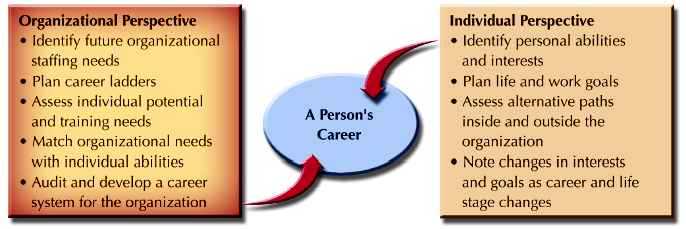 Organizational Perspective
• Identify future organizational
staffing needs
• Plan career ladders
• Assess individual potential
and training needs
• Match organizational needs
with individual abilities
• Audit and develop a career
system for the organization
A Person's
Career
Individual Perspective
• Identify personal abilities
and interests
• Plan life and work goals
• Assess alternative paths
inside and outside the
organization
• Note changes in interests
and goals as career and life
stage changes